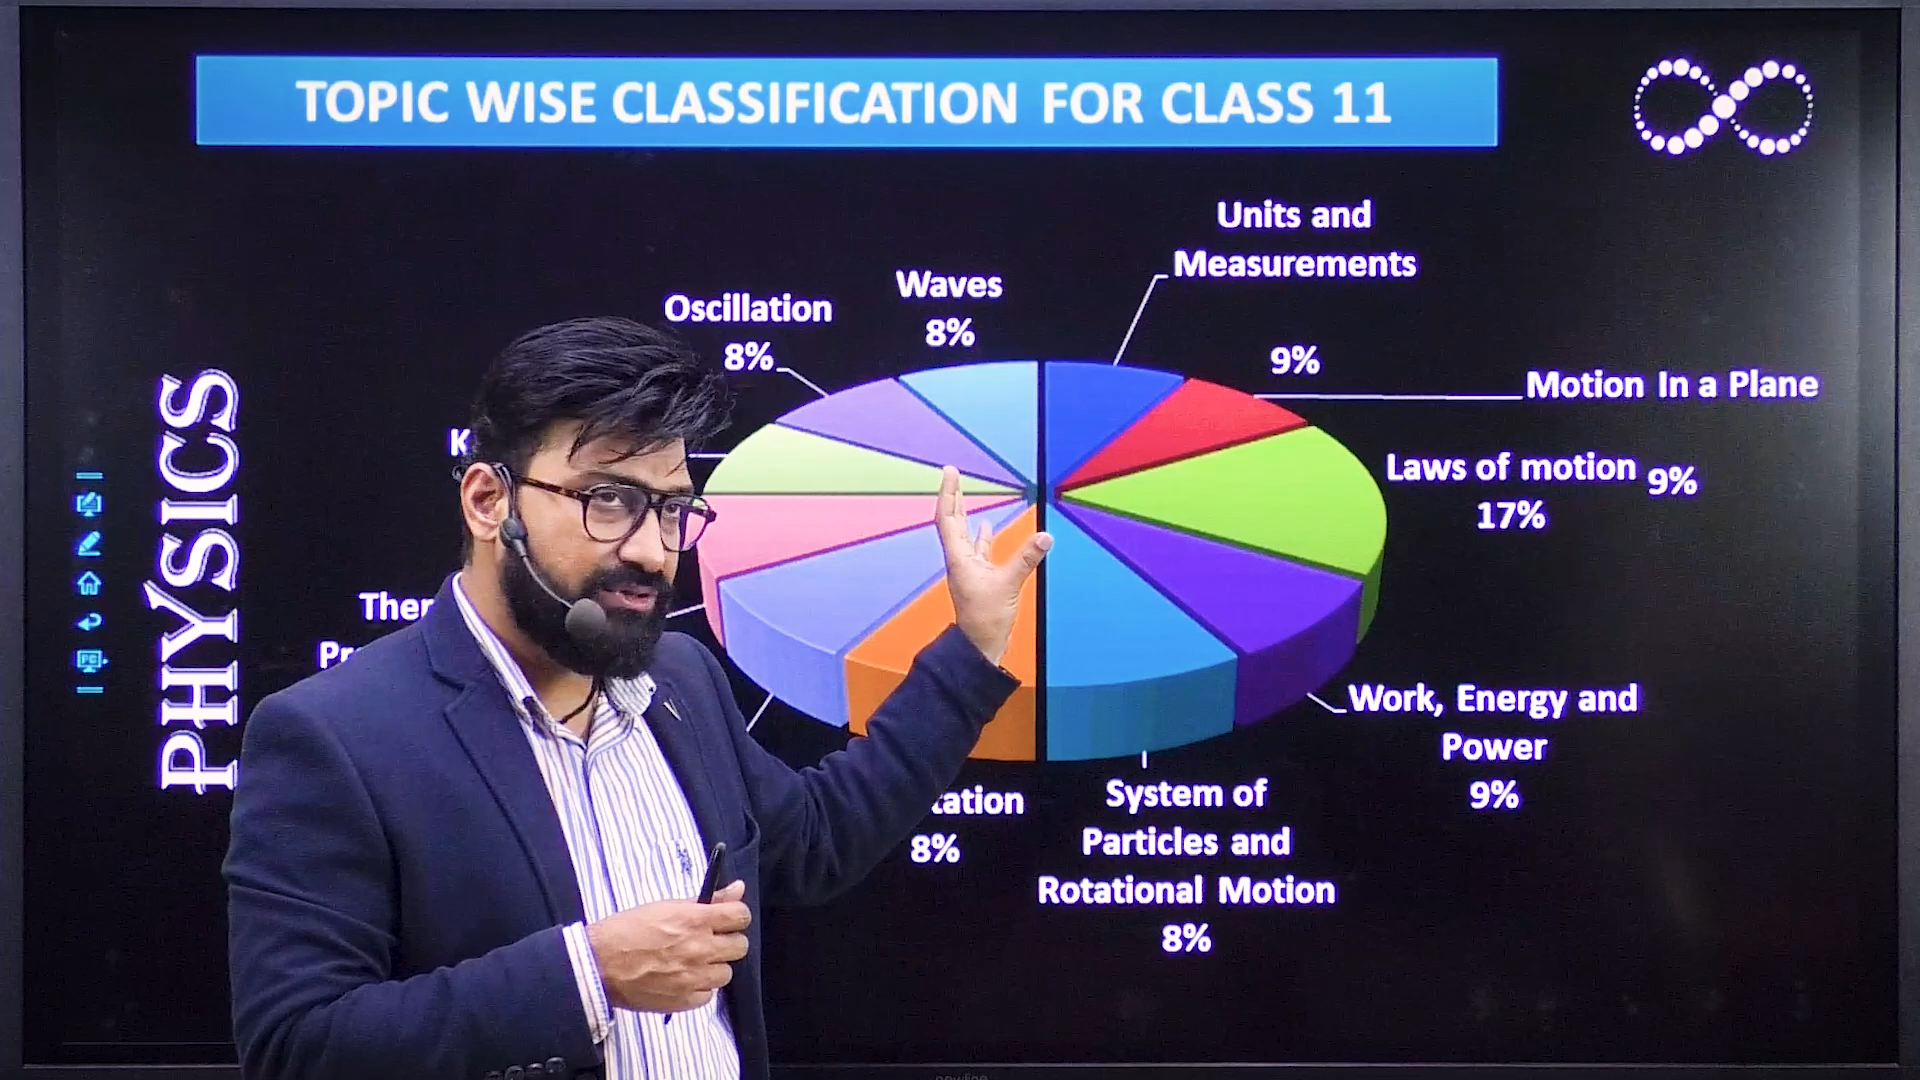 TOPIC WISE CLASSIFICATION FOR CLASS 11
PHYSICS
Units and
Measurements
9%
Motion In a Plane
9%
Laws of motion
17%
Work, Energy and
Power
9%
System of
Particles and
Rotational Motion
8%
8%
Oscillation
8%
Waves
8%